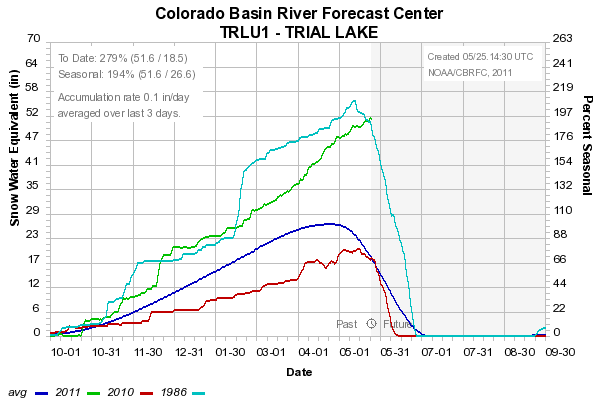 Colorado Basin River Forecast Center
TRLU1 - TRIAL LAKE
To Date: 279% (51.6 / 18.5)
Seasonal: 194% (51.6 / 26.6)
Accumulation rate 0.1 in/day
averaged over last 3 days.
Created 05/25.14:30 UTC
NOAA/CBRFC, 2011
Snow Water Equivalent (in)
70
64
58
52
47
41
35
29
23
17
12
6
0
Percent Seasonal
263
241
219
197
176
154
132
110
88
66
44
22
0
Past
Future
10-01 10-31 11-30 12-31 01-30 03-01 04-01 05-01 05-31 07-01 07-31 08-30 09-30
Date
avg 2011 2010 1986